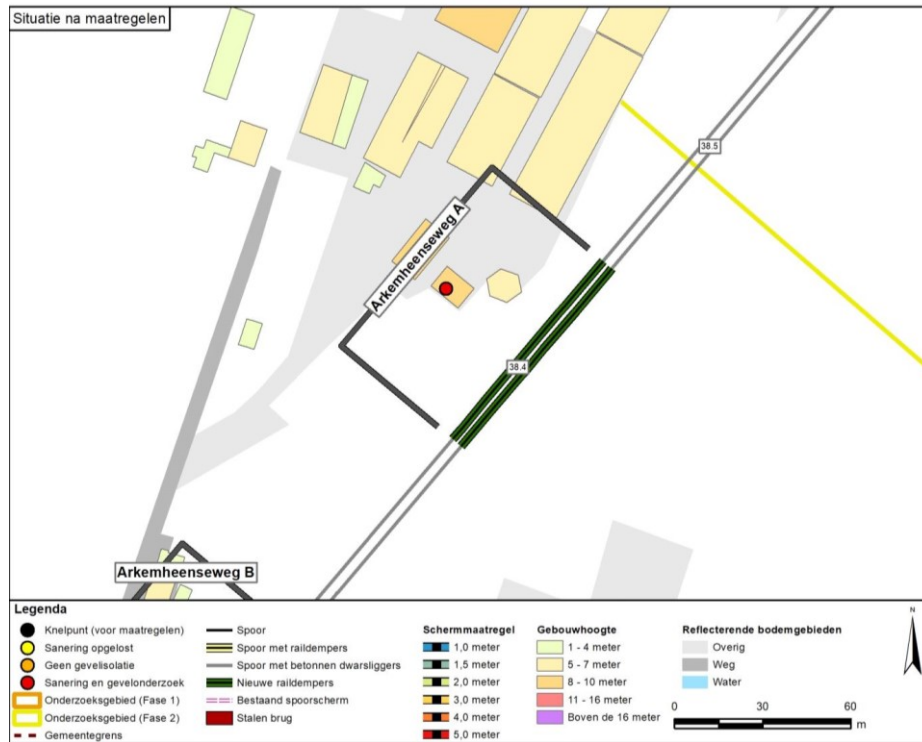 Situatie na maatregelen
38.5
Arkemheenseweg A
38.4
Arkemheenseweg B
Legenda
Knelpunt (voor maatregelen)
Sanering opgelost
Geen gevelisolatie
Sanering en gevelonderzoek
Onderzoeksgebied (Fase 1)
Onderzoeksgebied (Fase 2)
Gemeentegrens
Spoor
Spoor met raildempers
Spoor met betonnen dwarsliggers
Nieuwe raildempers
Bestaand spoorscherm
Stalen brug
Schermmaatregel
1,0 meter
1,5 meter
2,0 meter
3,0 meter
4,0 meter
5,0 meter
Gebouwhoogte
1 - 4 meter
5 - 7 meter
8 - 10 meter
11 - 16 meter
Boven de 16 meter
Reflecterende bodemgebieden
Overig
Weg
Water
N
0 30 60
m